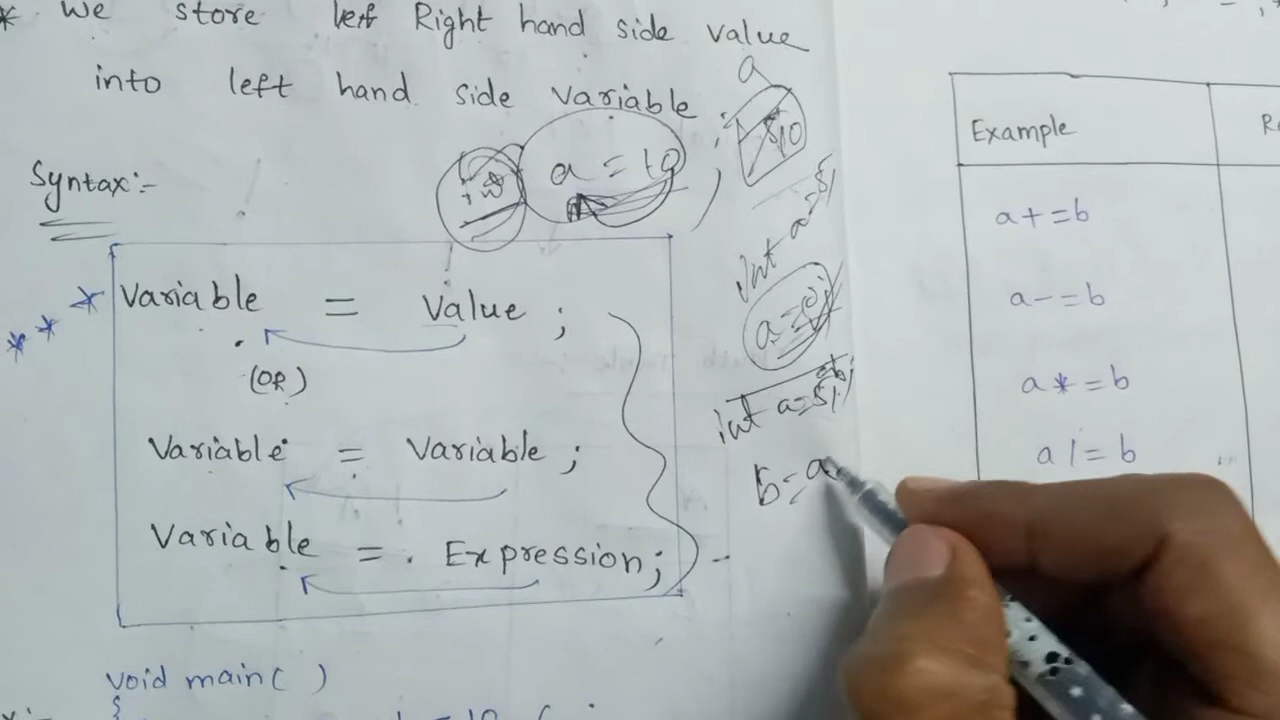 * We store Right hand side value
into left hand side variable ;
a = 10
a
10
Syntax:-
int a=5;
* * * Variable = Value ;
a=
(OR)
int a=5,b;
Variable = Variable ;
b=a
Variable = . Expression;
void main( )
{
Example
a+=b
a-=b
a*=b
a/=b